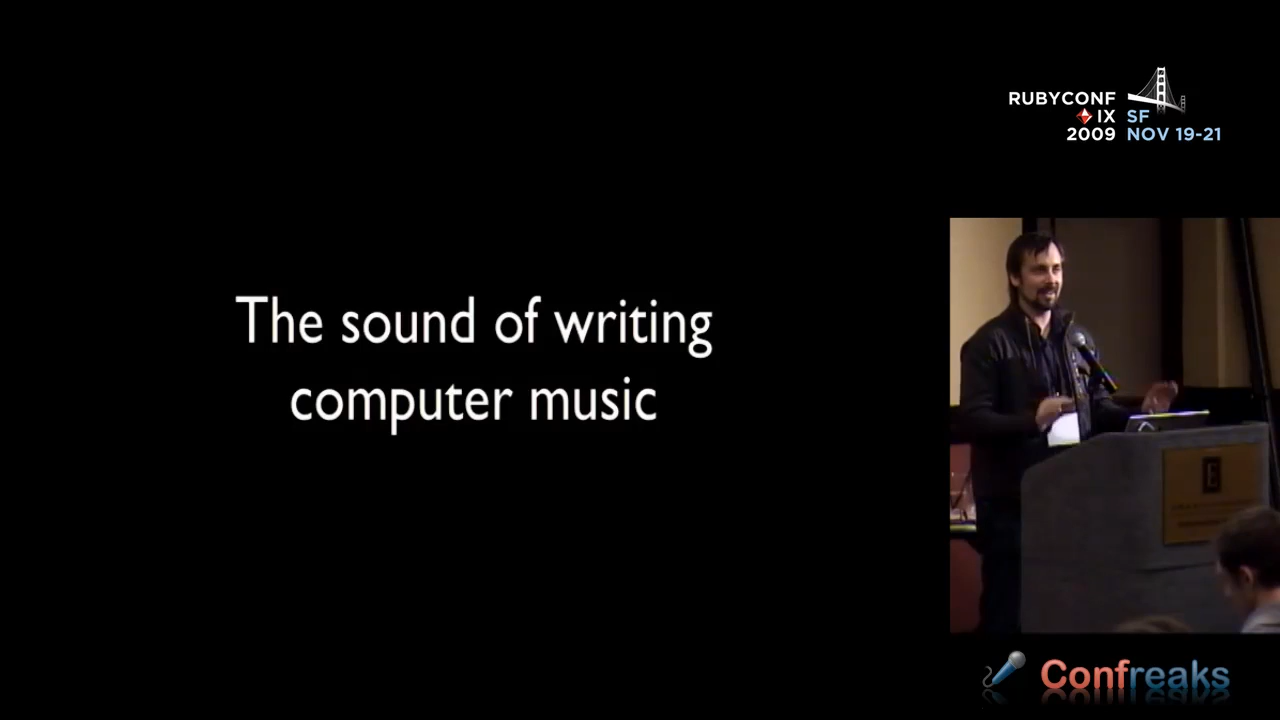 RUBYCONF
IX SF
2009 NOV 19-21
The sound of writing
computer music
E
Confreaks